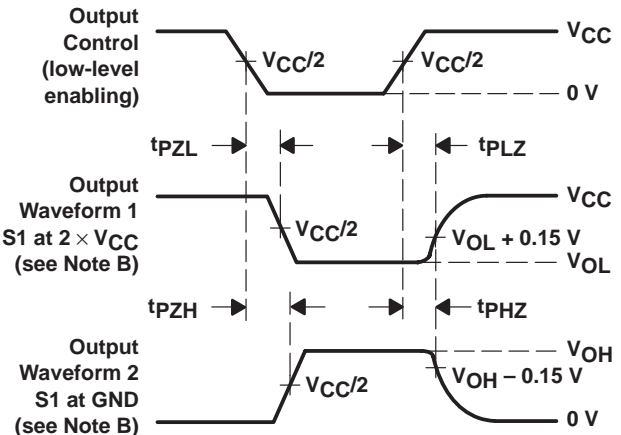 Output
Control
(low-level
enabling)
VCC
VCC/2
VCC/2
0 V
tPZL
tPLZ
Output
Waveform 1
S1 at 2 × VCC
(see Note B)
VCC
VCC/2
VOL + 0.15 V
VOL
tPZH
tPHZ
Output
Waveform 2
S1 at GND
(see Note B)
VOH
VCC/2
VOH – 0.15 V
0 V